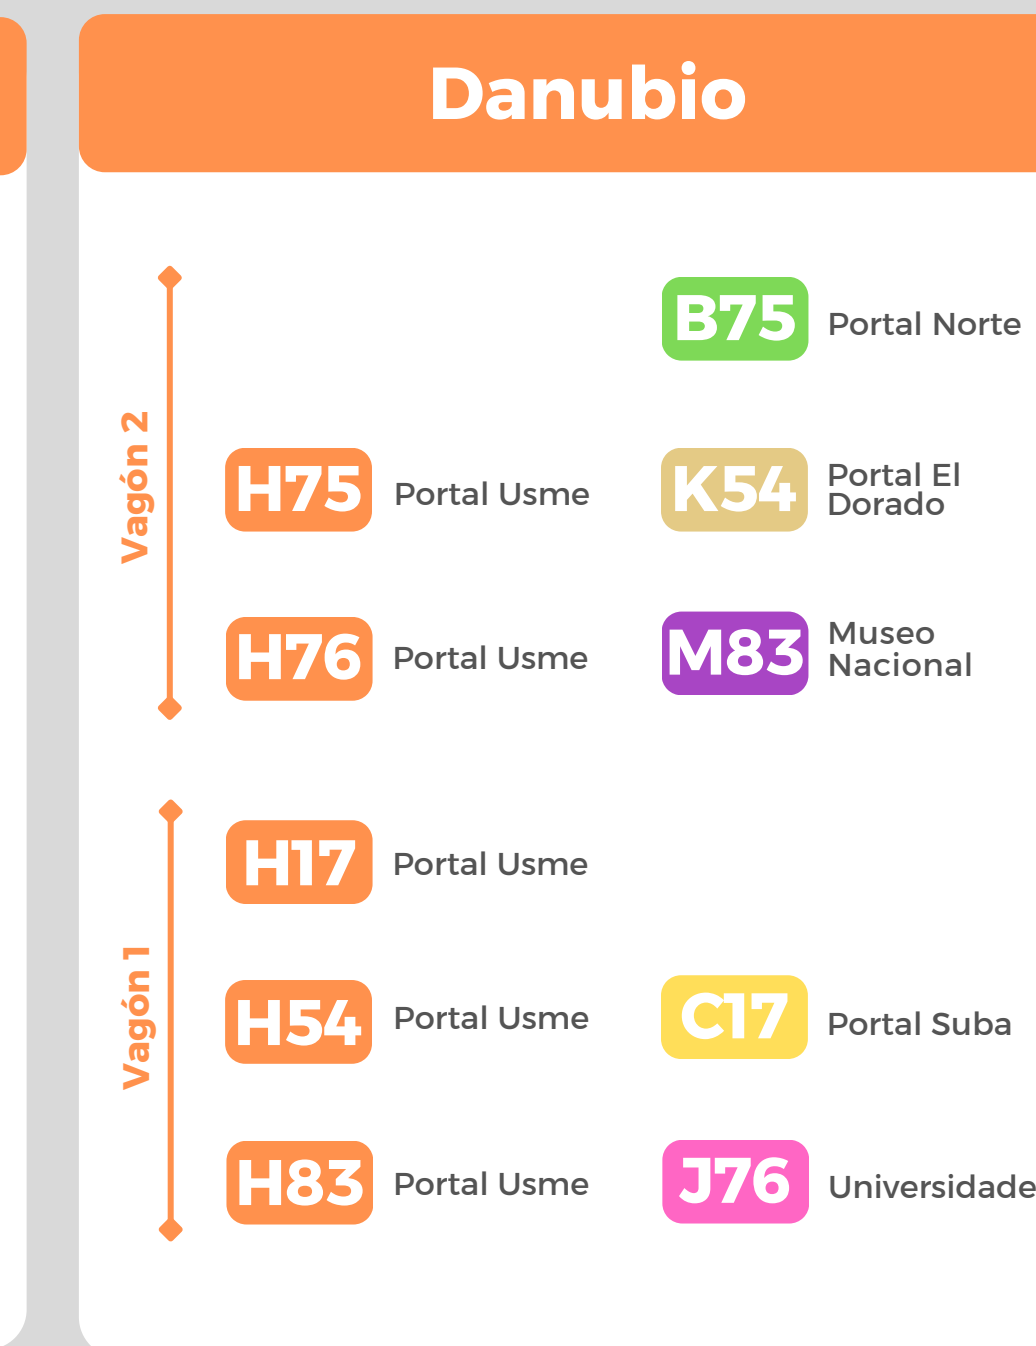 Danubio
Vagón 2
B75 Portal Norte
H75 Portal Usme
K54 Portal El
Dorado
H76 Portal Usme
M83 Museo
Nacional
Vagón 1
H17 Portal Usme
H54 Portal Usme
C17 Portal Suba
H83 Portal Usme
J76 Universidade